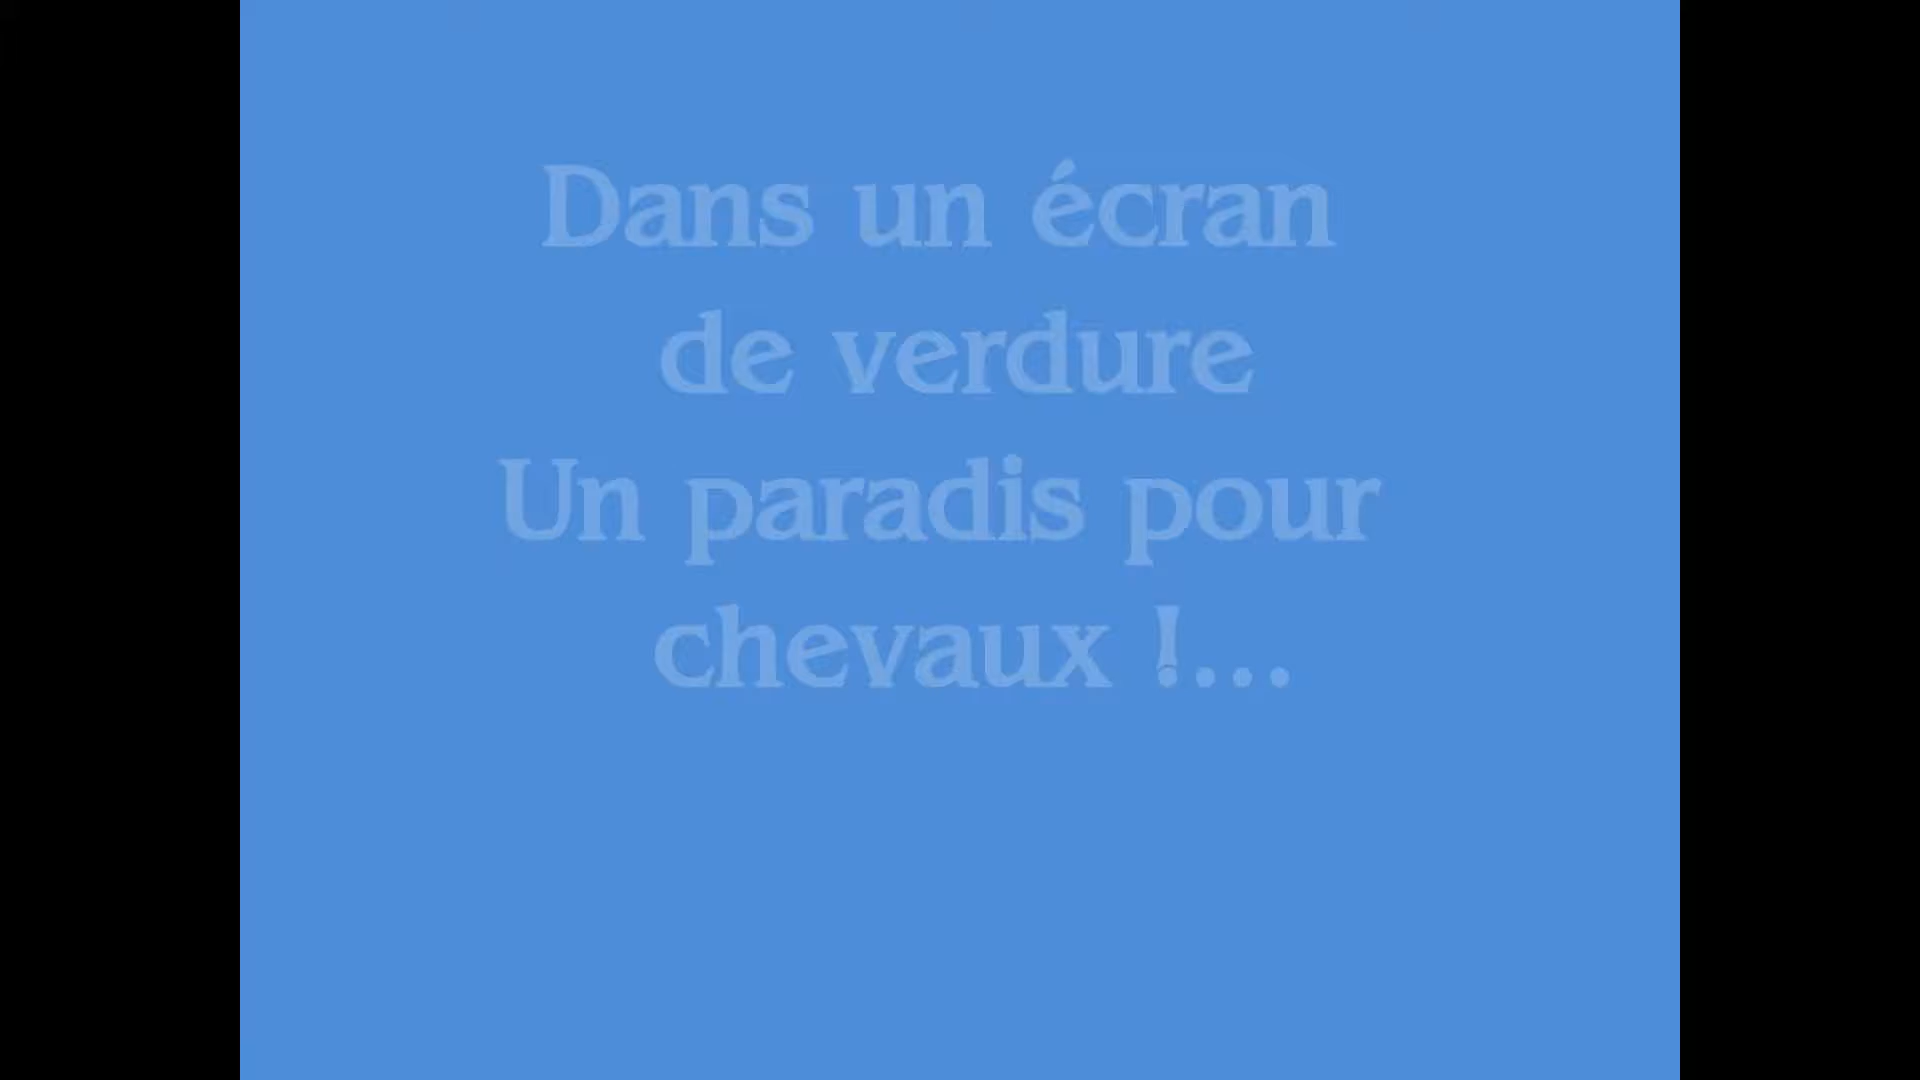 Dans un écran
de verdure
Un paradis pour
chevaux !...